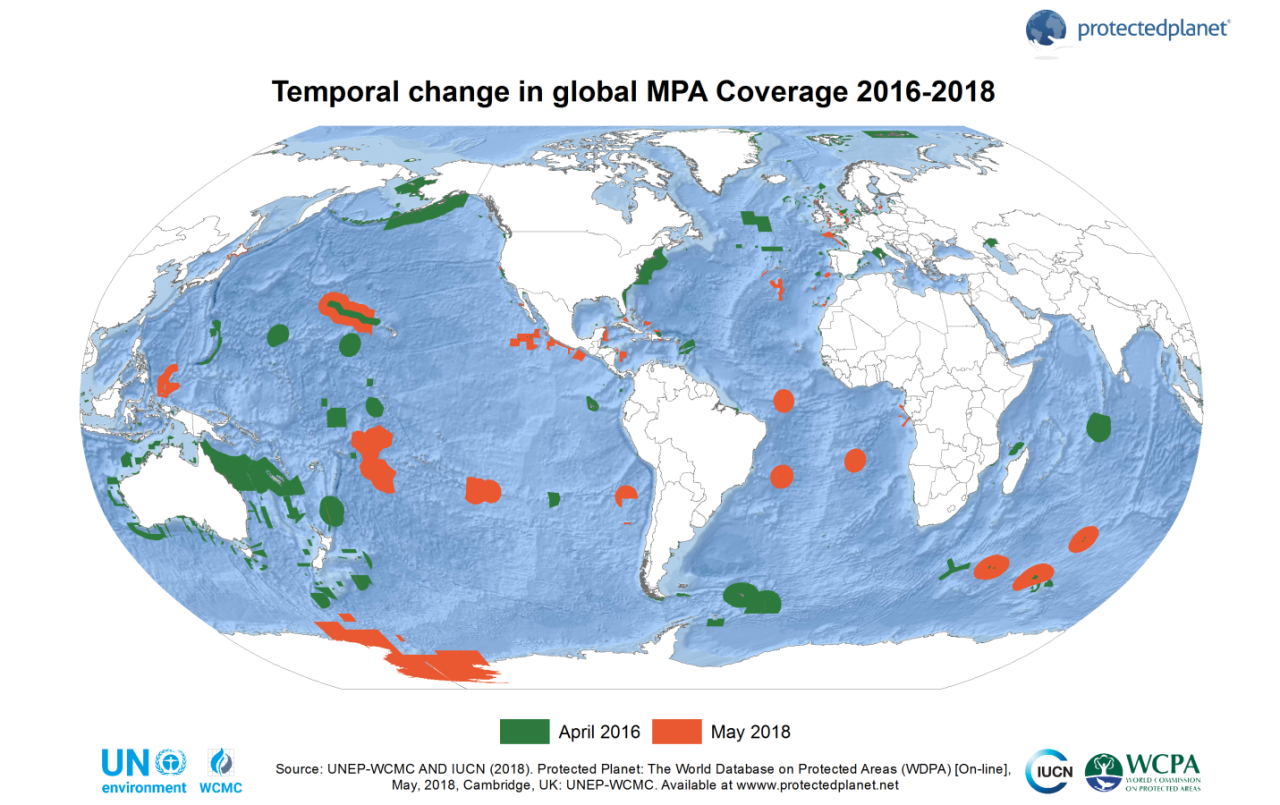 protectedplanet®
Temporal change in global MPA Coverage 2016-2018
April 2016
May 2018
UN
environment
WCMC
Source: UNEP-WCMC AND IUCN (2018). Protected Planet: The World Database on Protected Areas (WDPA) [On-line],
May, 2018, Cambridge, UK: UNEP-WCMC. Available at wwww.protectedplanet.net
IUCN
WCPA
WORLD COMMISSION
ON PROTECTED AREAS